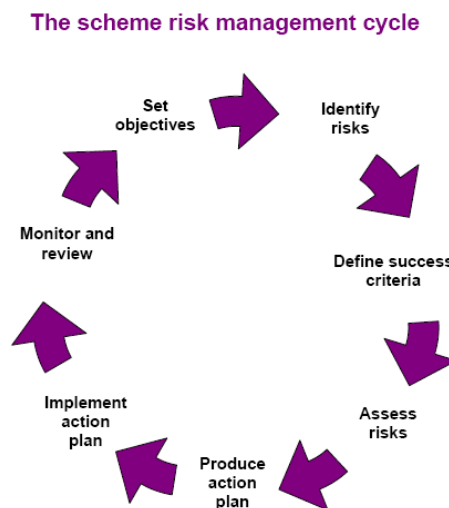 The scheme risk management cycle
Set
objectives
Identify
risks
Define success
criteria
Assess
risks
Produce
action
plan
Implement
action
plan
Monitor and
review